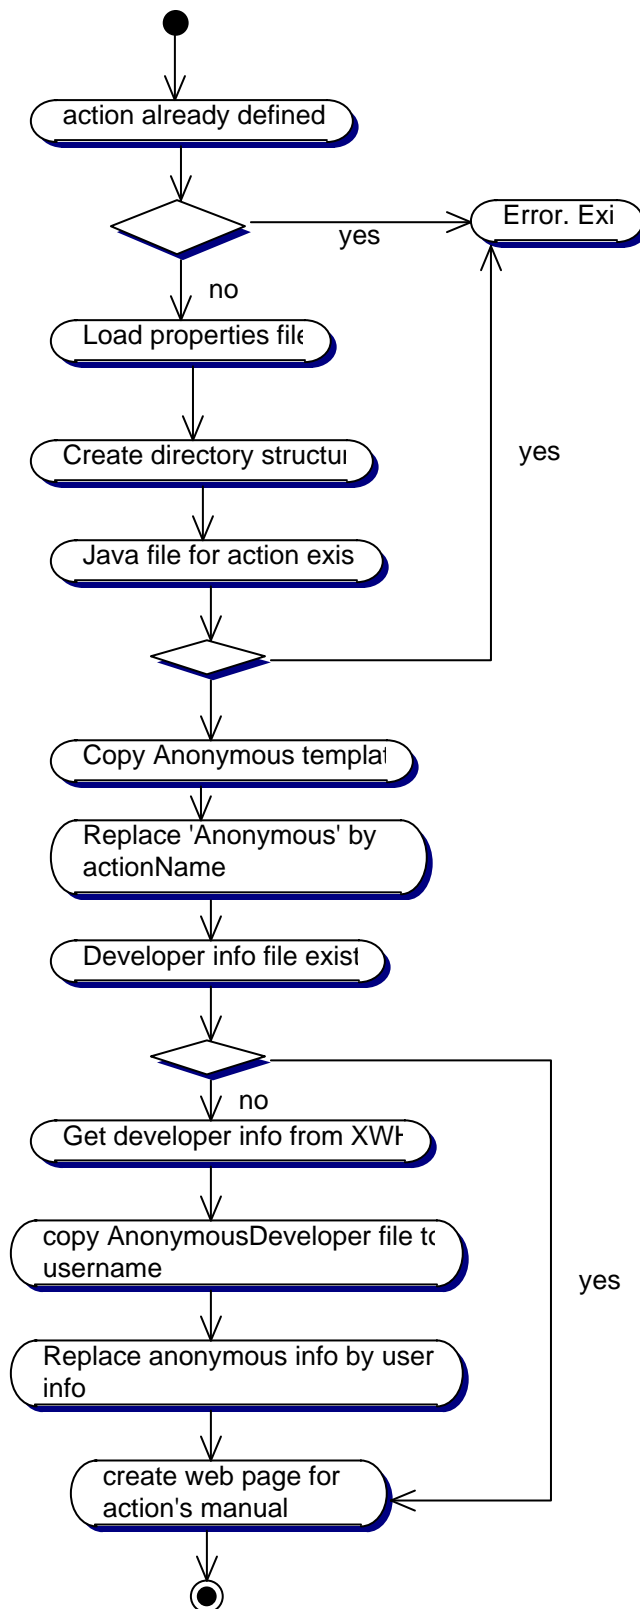 action already defined
Error. Exi
yes
no
Load properties file
Create directory structur
yes
Java file for action exis
Copy Anonymous templat
Replace 'Anonymous' by
actionName
Developer info file exist
no
Get developer info from XWH
copy AnonymousDeveloper file to
username
yes
Replace anonymous info by user
info
create web page for
action's manual